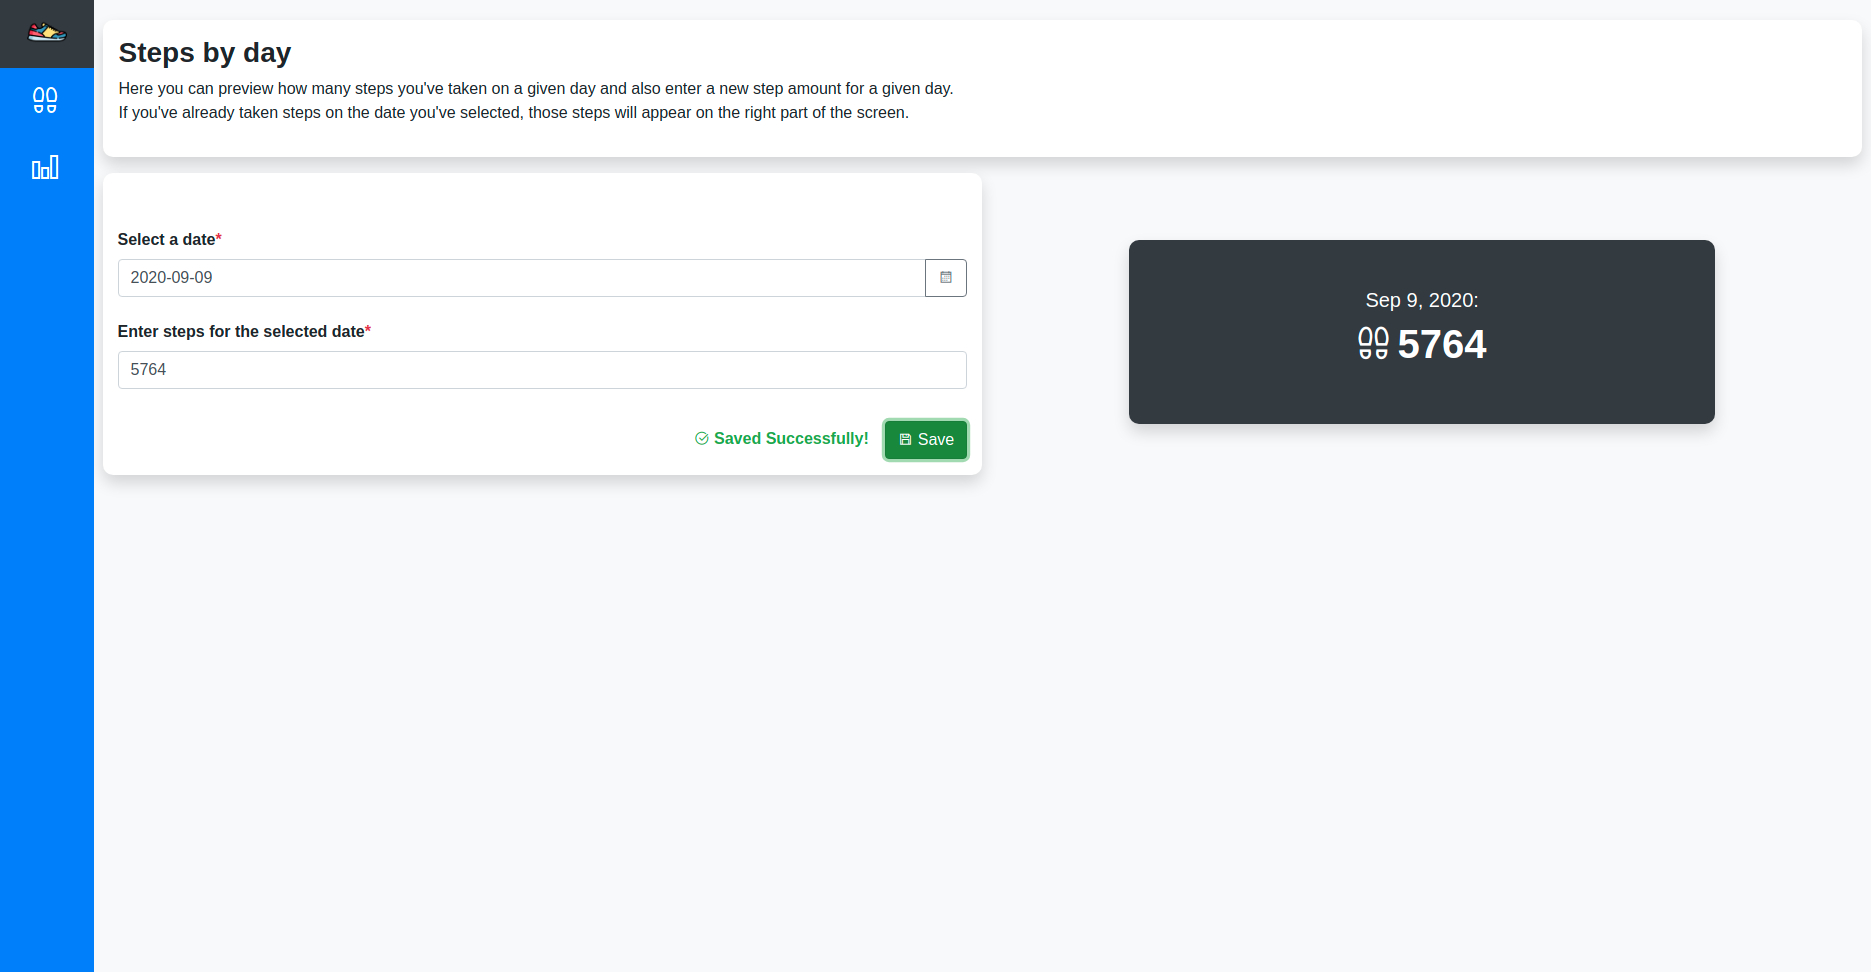 Steps by day
Here you can preview how many steps you've taken on a given day and also enter a new step amount for a given day.
If you've already taken steps on the date you've selected, those steps will appear on the right part of the screen.
Select a date*
2020-09-09
Enter steps for the selected date*
5764
Saved Successfully!
Save
Sep 9, 2020:
5764